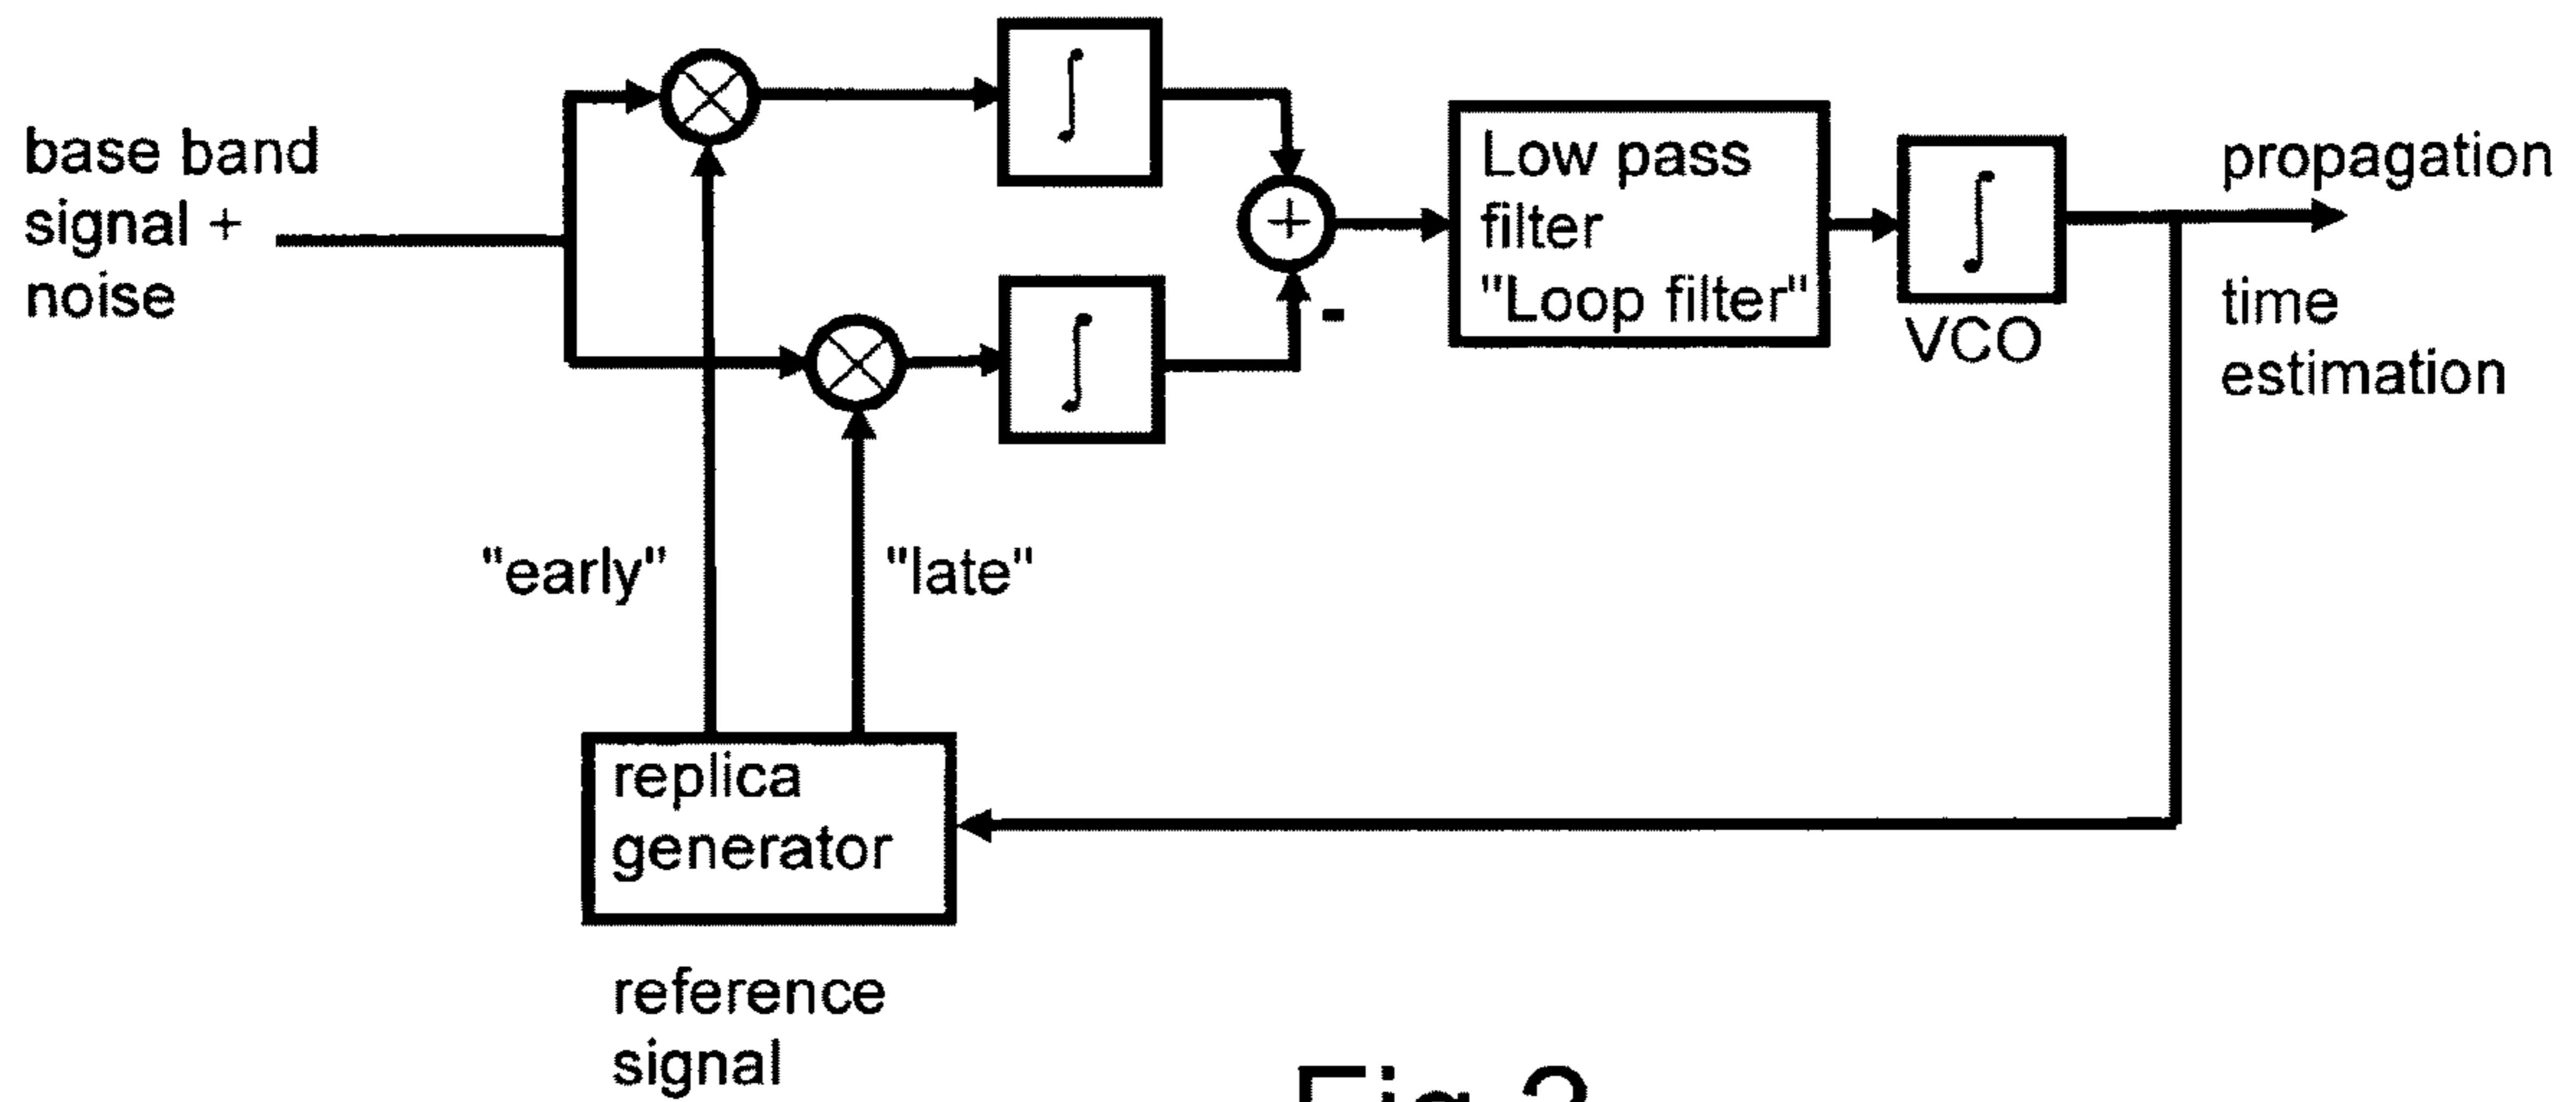 base band
signal +
noise
∫
+
∫
-
Low pass
filter
"Loop filter"
∫
VCO
propagation
time
estimation
"early"
"late"
replica
generator
reference
signal